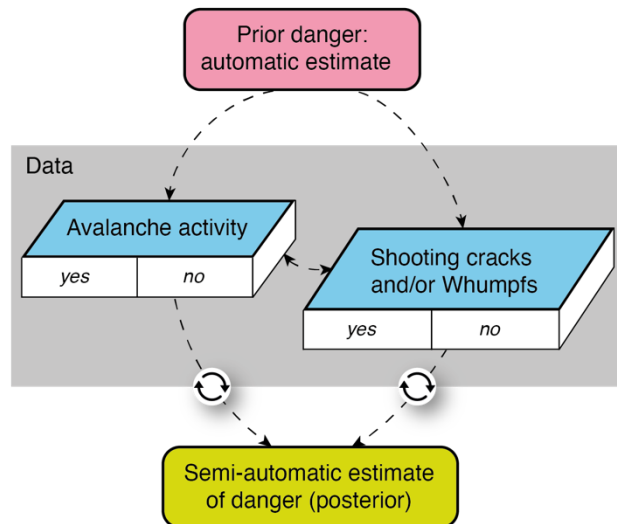 Prior danger:
automatic estimate
Data
Avalanche activity
yes no
Shooting cracks
and/or Whumpfs
yes no
Semi-automatic estimate
of danger (posterior)